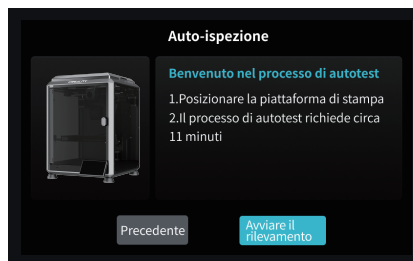 Auto-ispezione
Benvenuto nel processo di autotest
1.Posizionare la piattaforma di stampa
2.Il processo di autotest richiede circa
11 minuti
Precedente
Avviare il
rilevamento